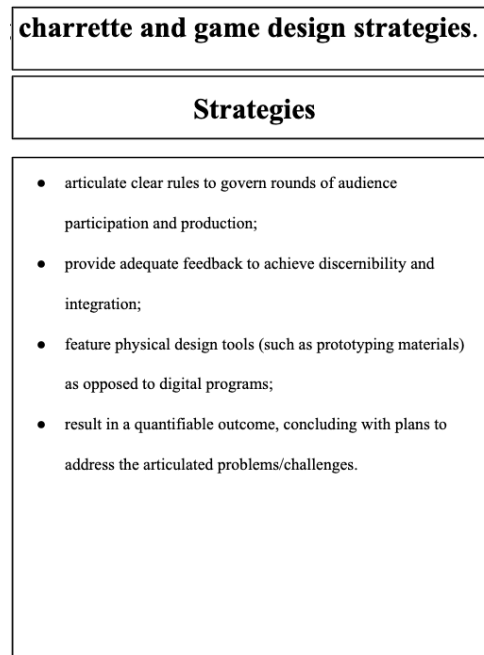 charrette and game design strategies.
Strategies
● articulate clear rules to govern rounds of audience
participation and production;
● provide adequate feedback to achieve discernibility and
integration;
● feature physical design tools (such as prototyping materials)
as opposed to digital programs;
● result in a quantifiable outcome, concluding with plans to
address the articulated problems/challenges.